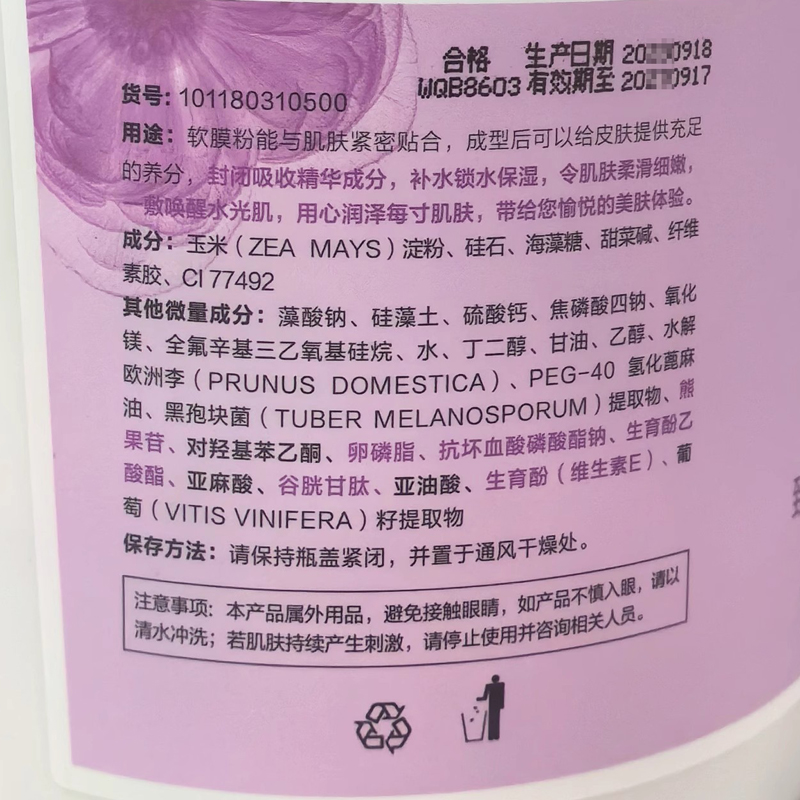 合格 生产日期 20 0918
WQB8603 有效期至 20 0917
货号: 101180310500
用途: 软膜粉能与肌肤紧密贴合，成型后可以给皮肤提供充足
的养分，封闭吸收精华成分，补水锁水保湿，令肌肤柔滑细嫩，
一敷唤醒水光肌，用心润泽每寸肌肤，带给您愉悦的美肤体验。
成分: 玉米（ZEA MAYS）淀粉、硅石、海藻糖、甜菜碱、纤维
素胶、CI 77492
其他微量成分: 藻酸钠、硅藻土、硫酸钙、焦磷酸四钠、氧化
镁、全氟辛基三乙氧基硅烷、水、丁二醇、甘油、乙醇、水解
欧洲李（PRUNUS DOMESTICA）、PEG-40 氢化蓖麻
油、黑孢块菌（TUBER MELANOSPORUM）提取物、熊
果苷、对羟基苯乙酮、卵磷脂、抗坏血酸磷酸酯钠、生育酚乙
酸酯、亚麻酸、谷胱甘肽、亚油酸、生育酚（维生素E）、葡
萄（VITIS VINIFERA）籽提取物
保存方法: 请保持瓶盖紧闭，并置于通风干燥处。
注意事项: 本产品属外用品，避免接触眼睛，如产品不慎入眼，请以
清水冲洗；若肌肤持续产生刺激，请停止使用并咨询相关人员。